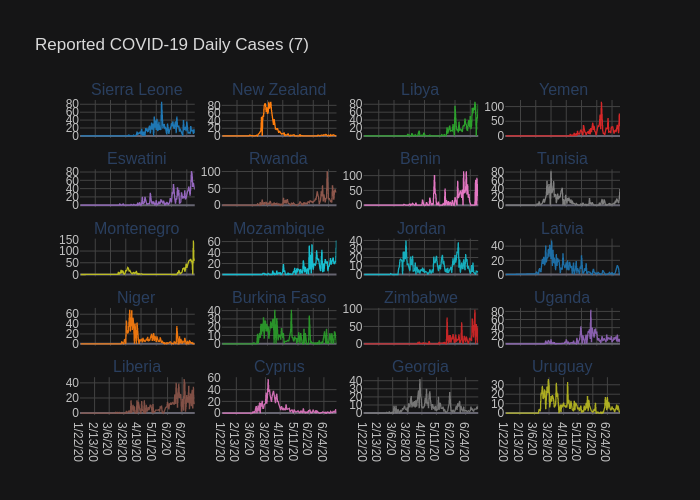 Reported COVID-19 Daily Cases (7)
Sierra Leone New Zealand Libya Yemen
80 60 40 20 0 80 60 40 20 0 80 60 40 20 0 100 50 0
Eswatini Rwanda Benin Tunisia
80 60 40 20 0 100 50 0 100 50 0 80 60 40 20 0
Montenegro Mozambique Jordan Latvia
150 100 50 0 60 40 20 0 40 30 20 10 0 40 20 0
Niger Burkina Faso Zimbabwe Uganda
60 40 20 0 40 30 20 10 0 100 50 0 80 60 40 20 0
Liberia Cyprus Georgia Uruguay
40 20 0 60 40 20 0 40 30 20 10 0 30 20 10 0
1/22/20 2/13/20 3/6/20 3/28/20 4/19/20 5/11/20 6/2/20 6/24/20 1/22/20 2/13/20 3/6/20 3/28/20 4/19/20 5/11/20 6/2/20 6/24/20 1/22/20 2/13/20 3/6/20 3/28/20 4/19/20 5/11/20 6/2/20 6/24/20 1/22/20 2/13/20 3/6/20 3/28/20 4/19/20 5/11/20 6/2/20 6/24/20